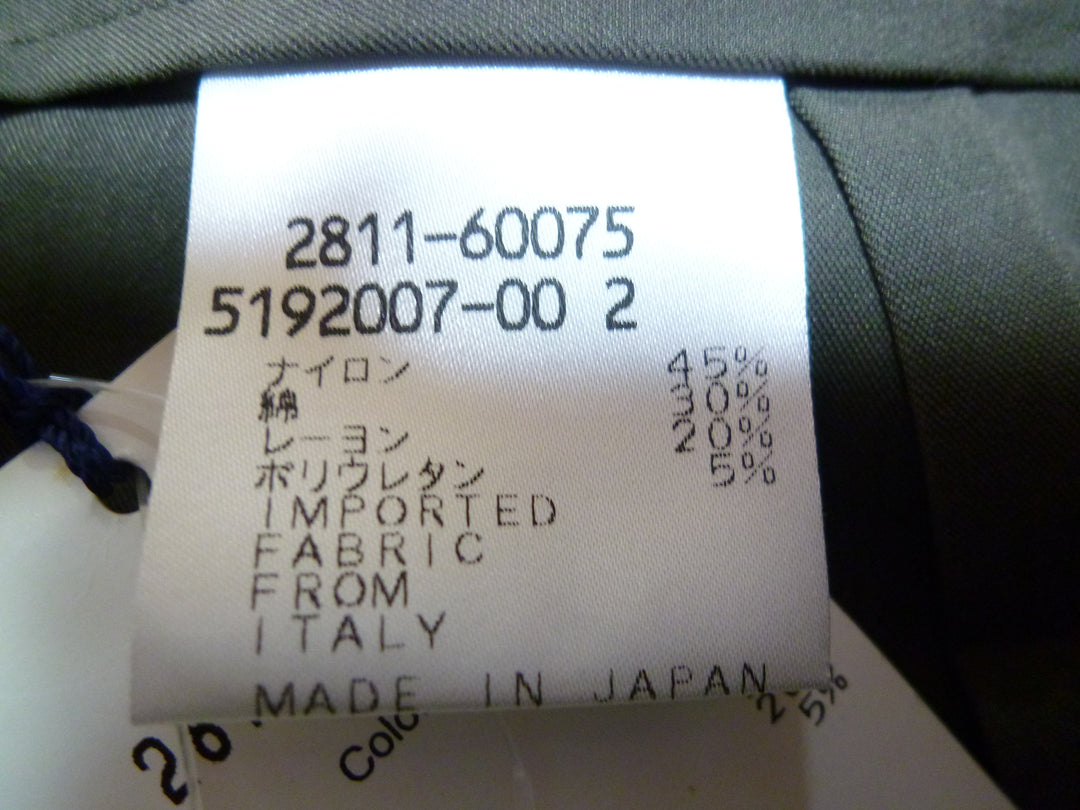 2811-60075
5192007-00 2
ナイロン 45%
綿 30%
レーヨン 20%
ポリウレタン 5%
IMPORTED
FABRIC
FROM
ITALY
MADE IN JAPAN
5%